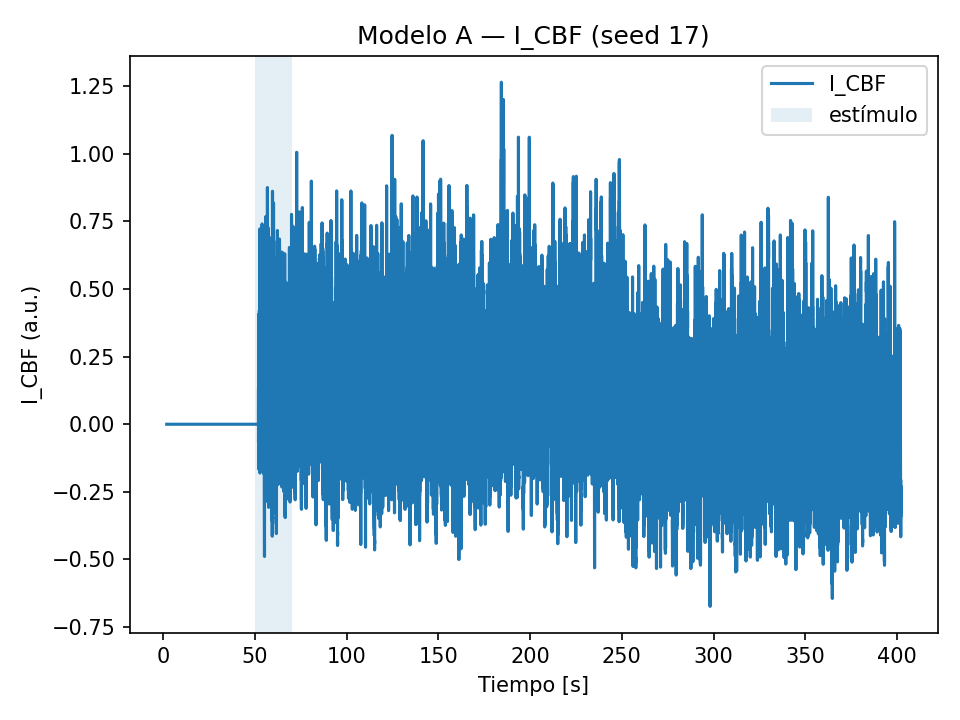 Modelo A — I_CBF (seed 17)
I_CBF
estímulo
1.25
1.00
0.75
0.50
0.25
0.00
−0.25
−0.50
−0.75
I_CBF (a.u.)
0 50 100 150 200 250 300 350 400
Tiempo [s]